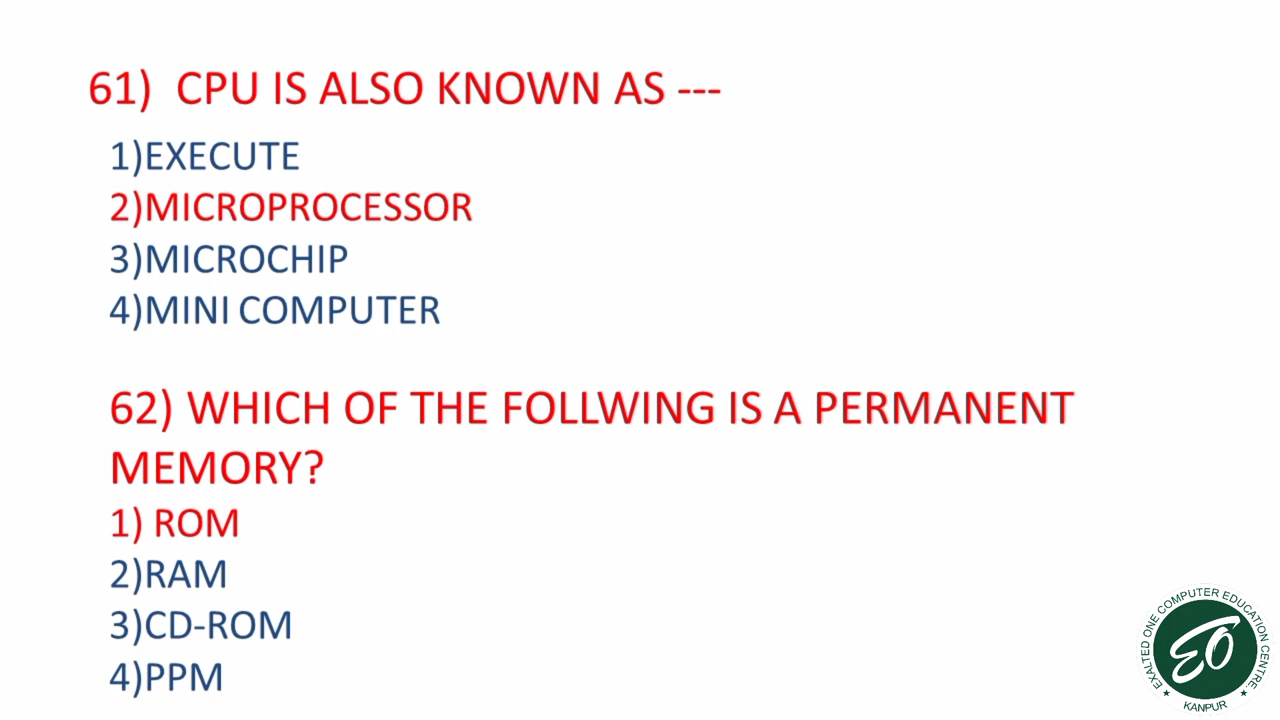 61)  CPU IS ALSO KNOWN AS ---
1)EXECUTE
2)MICROPROCESSOR
3)MICROCHIP
4)MINI COMPUTER
62) WHICH OF THE FOLLWING IS A PERMANENT
MEMORY?
1) ROM
2)RAM
3)CD-ROM
4)PPM
EXALTED ONE COMPUTER EDUCATION CENTRE.
EO
KANPUR